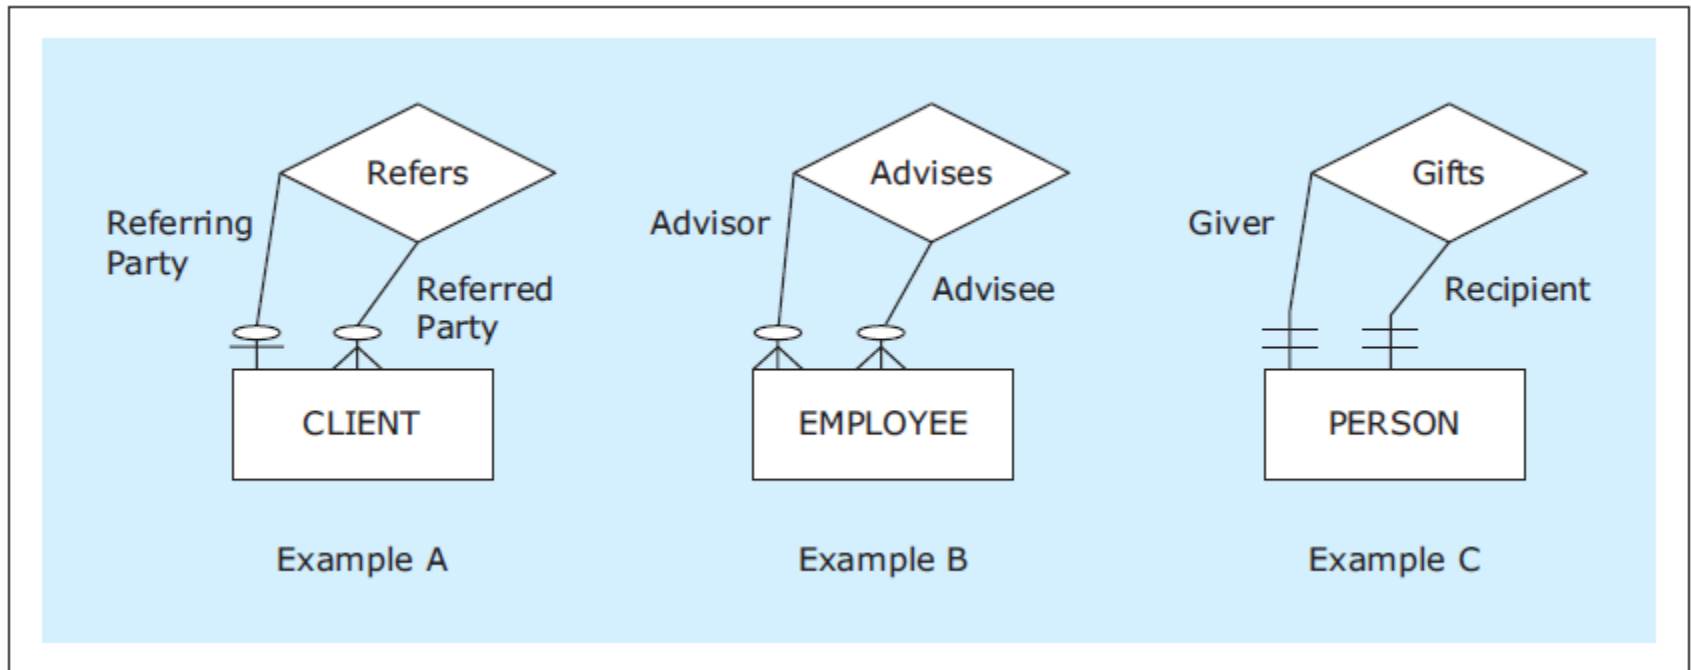 Refers
Referring
Party
Referred
Party
CLIENT
Example A
Advises
Advisor
Advisee
EMPLOYEE
Example B
Gifts
Giver
Recipient
PERSON
Example C